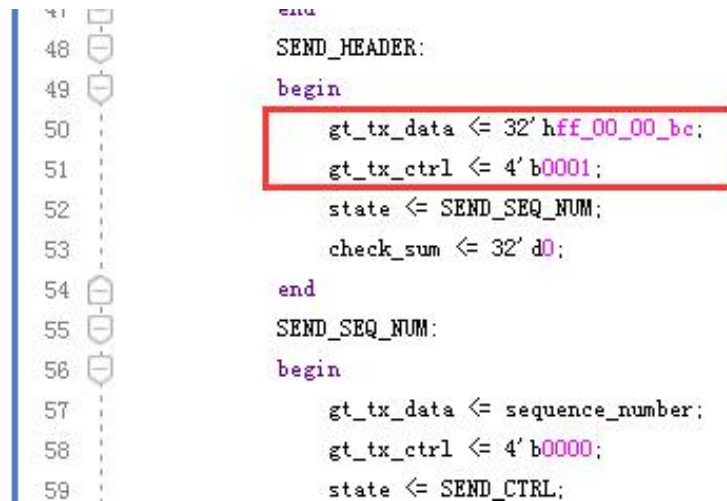 48 SEND_HEADER:
49 begin
50 gt_tx_data <= 32'hff_00_00_bc;
51 gt_tx_ctrl <= 4'b0001;
52 state <= SEND_SEQ_NUM;
53 check_sum <= 32'd0;
54 end
55 SEND_SEQ_NUM:
56 begin
57 gt_tx_data <= sequence_number;
58 gt_tx_ctrl <= 4'b0000;
59 state <= SEND_CTRL;